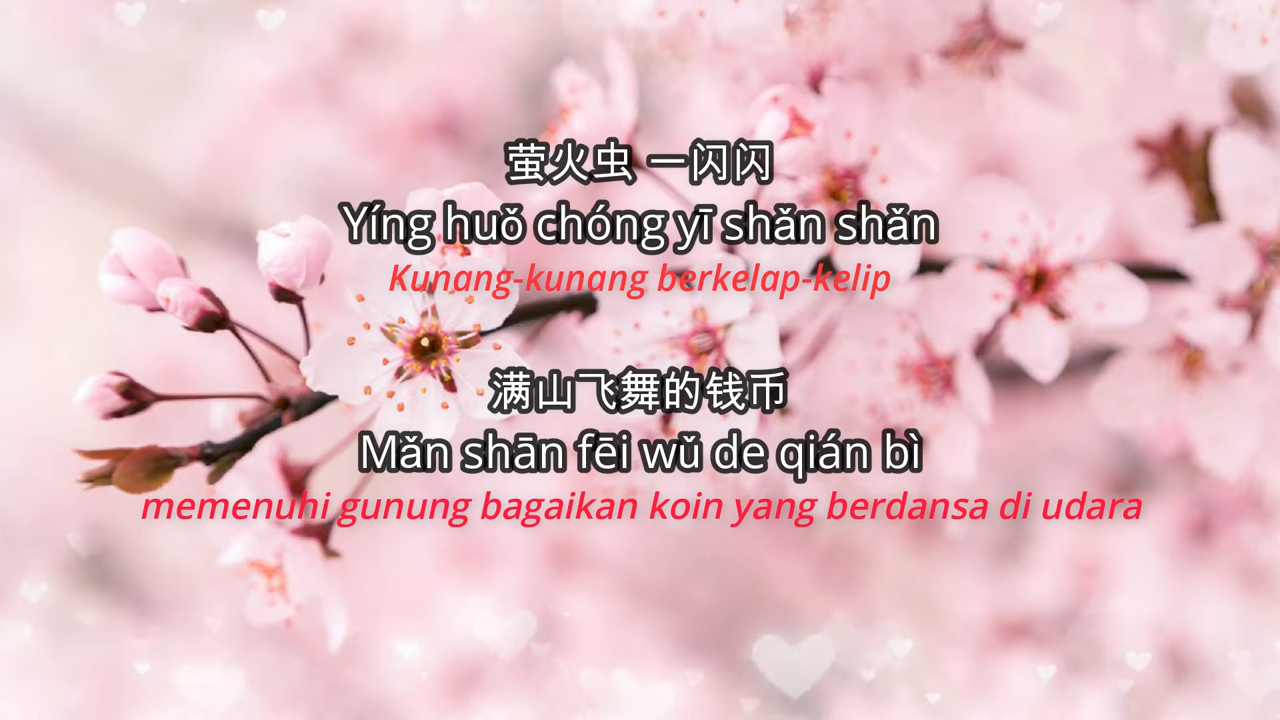 萤火虫 一闪闪
Yíng huǒ chóng yī shǎn shǎn
Kunang-kunang berkelap-kelip
满山飞舞的钱币
Mǎn shān fēi wǔ de qián bì
memenuhi gunung bagaikan koin yang berdansa di udara